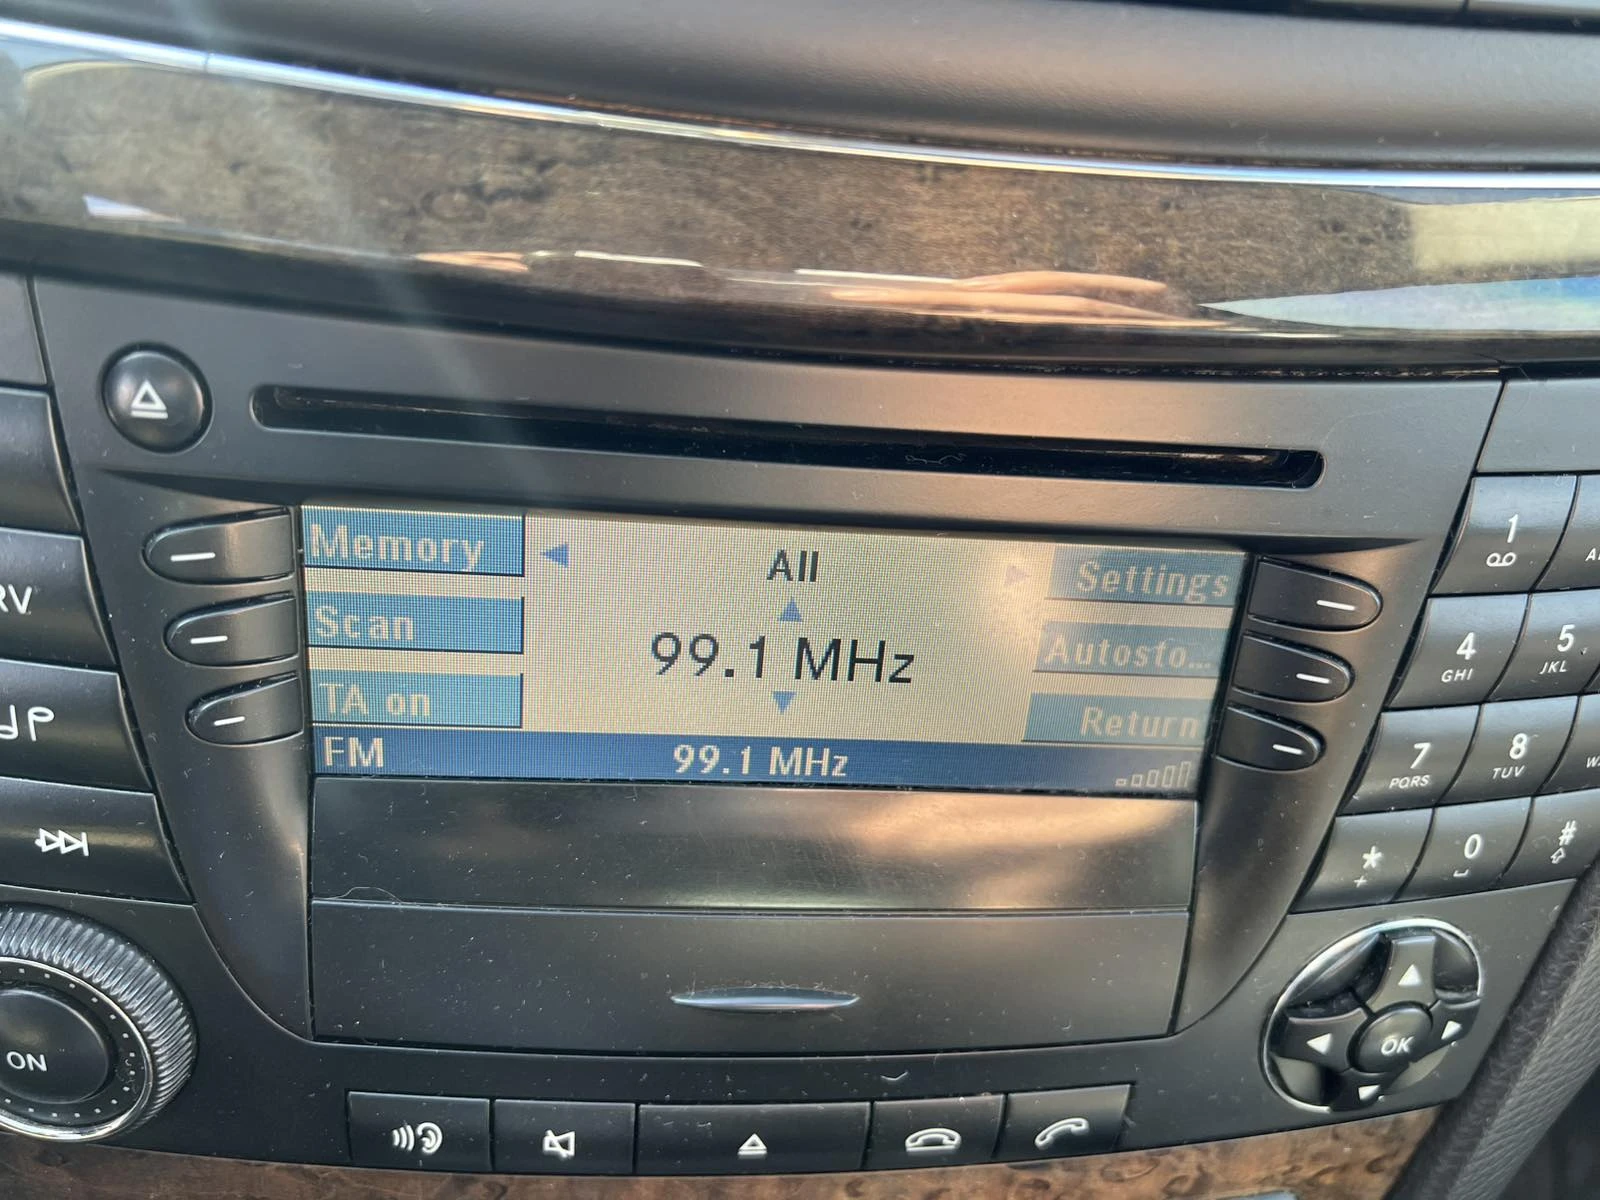 Memory
All
Settings
Scan
99.1 MHz
Autosto...
TA on
Return
FM
99.1 MHz
RV
ON
OK
1
4
GHI
5
JKL
7
PQRS
8
TUV
*
+
0
#